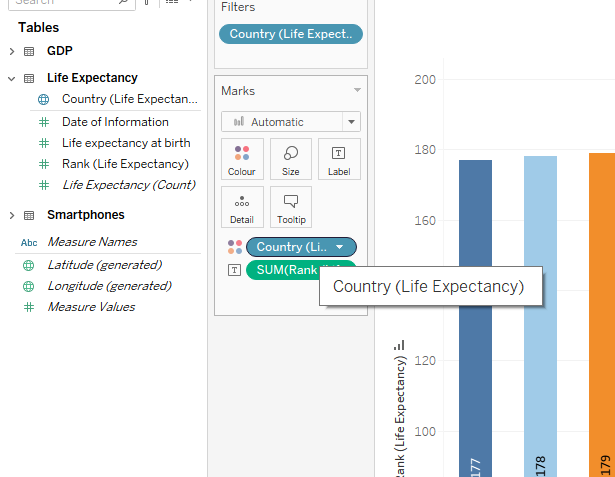 Search
Tables
GDP
Life Expectancy
Country (Life Expectan...
Date of Information
Life expectancy at birth
Rank (Life Expectancy)
Life Expectancy (Count)
Smartphones
Abc Measure Names
Latitude (generated)
Longitude (generated)
Measure Values
Filters
Country (Life Expect..
Marks
Automatic
Colour Size Label
Detail Tooltip
Country (Li..
SUM(Rank
Country (Life Expectancy)
200
180
160
120
100
Rank (Life Expectancy)
177
178
179